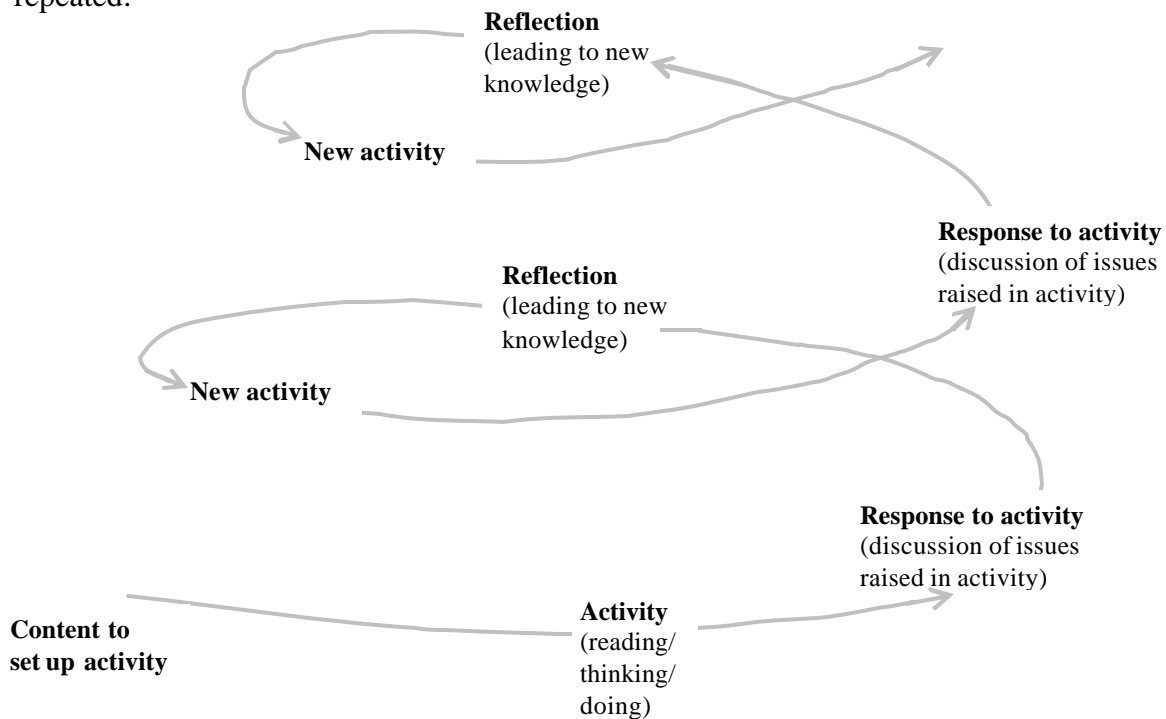 repeated.
Reflection
(leading to new
knowledge)
New activity
Response to activity
(discussion of issues
raised in activity)
Reflection
(leading to new
knowledge)
New activity
Response to activity
(discussion of issues
raised in activity)
Content to
set up activity
Activity
(reading/
thinking/
doing)